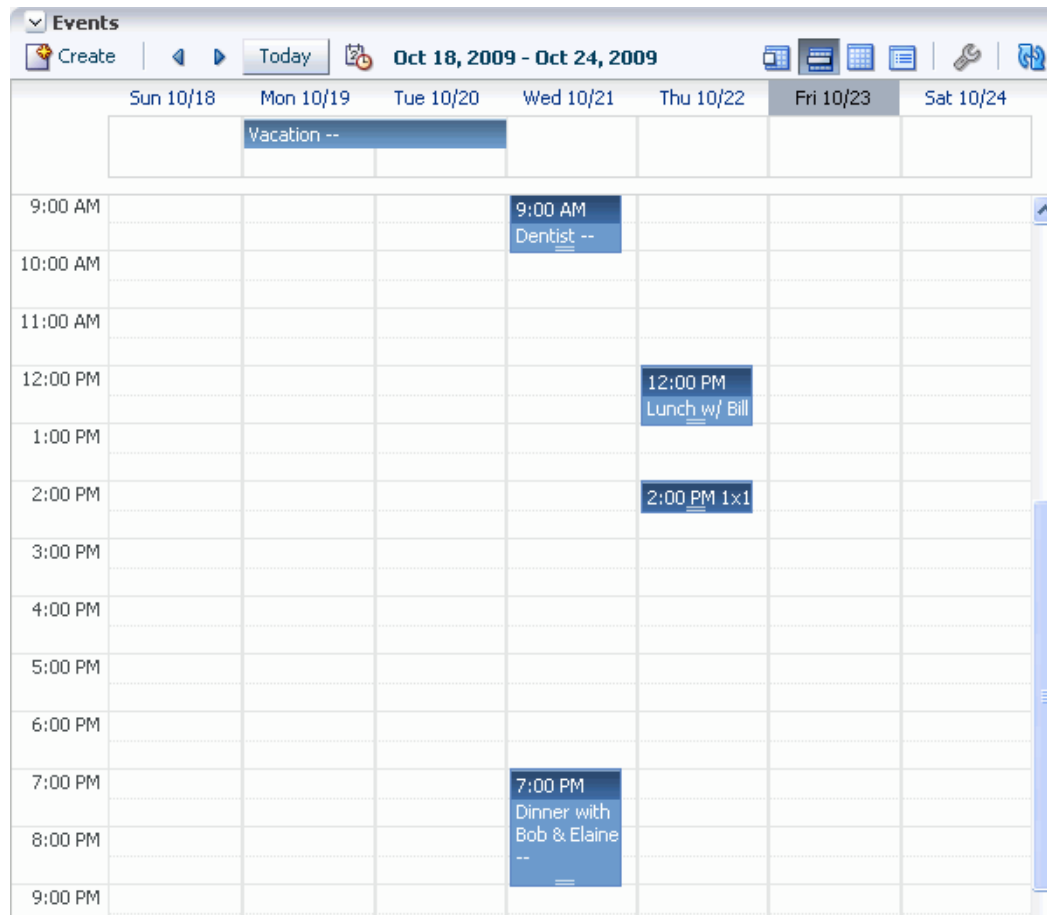 Events
Create Today Oct 18, 2009 - Oct 24, 2009
Sun 10/18 Mon 10/19 Tue 10/20 Wed 10/21 Thu 10/22 Fri 10/23 Sat 10/24
Vacation --
9:00 AM 9:00 AM
Dentist --
10:00 AM
11:00 AM
12:00 PM 12:00 PM
Lunch w/ Bill
1:00 PM
2:00 PM 2:00 PM 1x1
3:00 PM
4:00 PM
5:00 PM
6:00 PM
7:00 PM 7:00 PM
Dinner with
8:00 PM Bob & Elaine
--
9:00 PM